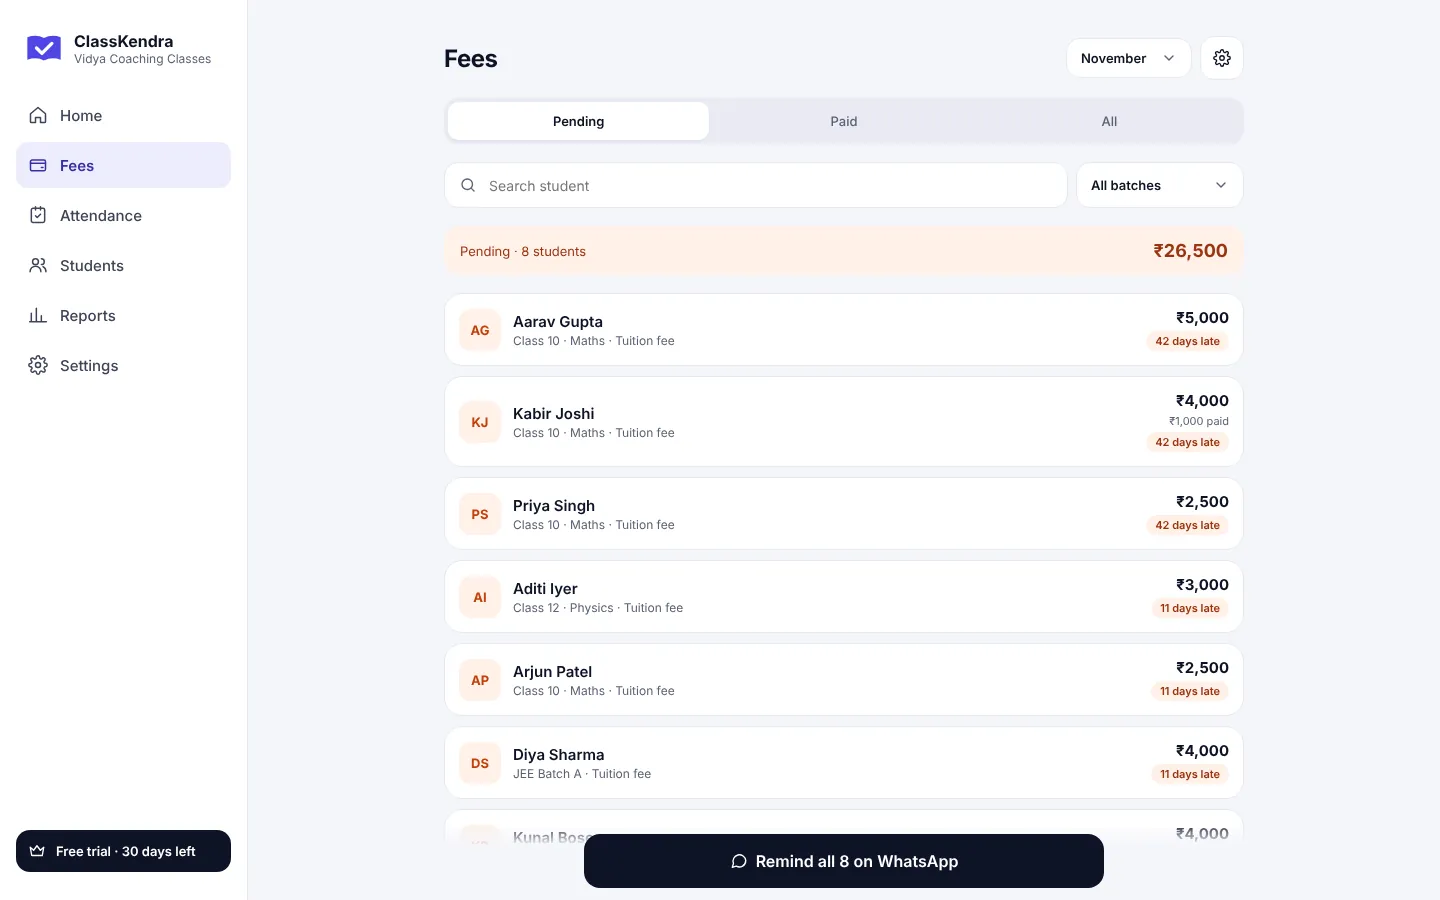 ClassKendra
Vidya Coaching Classes
Home
Fees
Attendance
Students
Reports
Settings
Free trial · 30 days left
Fees
November
Pending
Paid
All
Search student
All batches
Pending · 8 students
₹26,500
AG
Aarav Gupta
Class 10 · Maths · Tuition fee
₹5,000
42 days late
KJ
Kabir Joshi
Class 10 · Maths · Tuition fee
₹4,000
₹1,000 paid
42 days late
PS
Priya Singh
Class 10 · Maths · Tuition fee
₹2,500
42 days late
AI
Aditi Iyer
Class 12 · Physics · Tuition fee
₹3,000
11 days late
AP
Arjun Patel
Class 10 · Maths · Tuition fee
₹2,500
11 days late
DS
Diya Sharma
JEE Batch A · Tuition fee
₹4,000
11 days late
Kunal Bose
₹4,000
Remind all 8 on WhatsApp